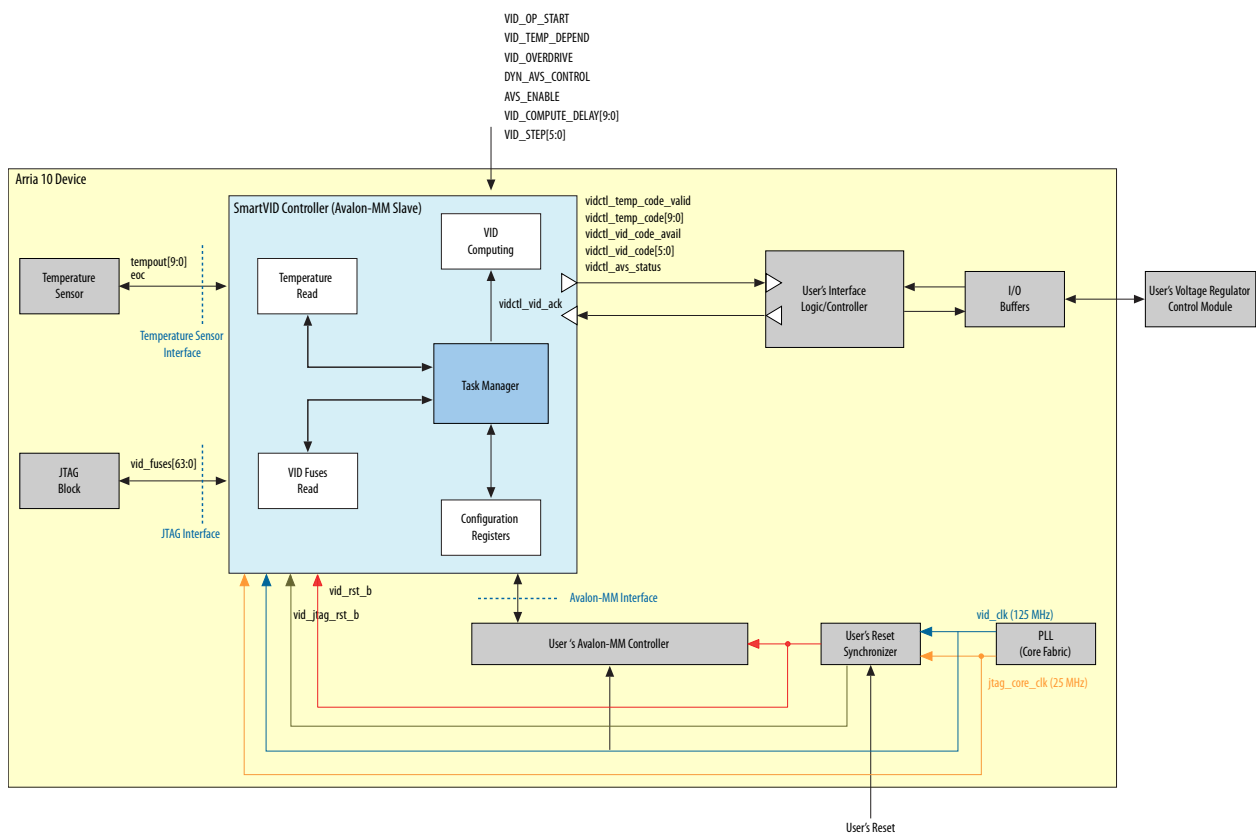 VID_OP_START
VID_TEMP_DEPEND
VID_OVERDRIVE
DYN_AVS_CONTROL
AVS_ENABLE
VID_COMPUTE_DELAY[9:0]
VID_STEP[5:0]
Arria 10 Device
SmartVID Controller (Avalon-MM Slave)
vidctl_temp_code_valid
vidctl_temp_code[9:0]
vidctl_vid_code_avail
vidctl_vid_code[5:0]
vidctl_avs_status
VID
Computing
Temperature
Sensor
tempout[9:0]
eoc
Temperature
Read
vidctl_vid_ack
User's Interface
Logic/Controller
I/O
Buffers
User's Voltage Regulator
Control Module
Temperature Sensor
Interface
Task Manager
JTAG
Block
vid_fuses[63:0]
VID Fuses
Read
JTAG Interface
Configuration
Registers
vid_rst_b
vid_jtag_rst_b
Avalon-MM Interface
User 's Avalon-MM Controller
User's Reset
Synchronizer
vid_clk (125 MHz)
PLL
(Core Fabric)
jtag_core_clk (25 MHz)
User's Reset